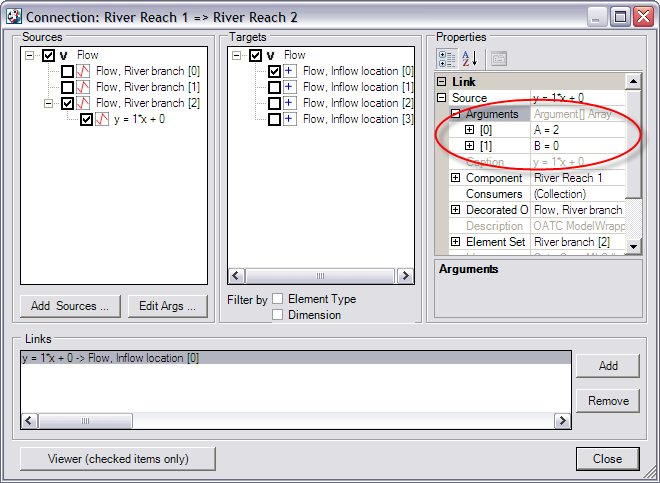 Connection: River Reach 1 => River Reach 2
Sources
Flow
Flow, River branch [0]
Flow, River branch [1]
Flow, River branch [2]
y = 1*x + 0
Add Sources ...
Edit Args ...
Targets
Flow
Flow, Inflow location [0]
Flow, Inflow location [1]
Flow, Inflow location [2]
Flow, Inflow location [3]
Filter by
Element Type
Dimension
Properties
Link
Source y = 1*x + 0
Arguments Argument[] Array
[0] A = 2
[1] B = 0
Caption y = 1*x + 0
Component River Reach 1
Consumers (Collection)
Decorated O Flow, River branch
Description OATC ModelWrapp
Element Set River branch [2]
Arguments
Links
y = 1*x + 0 -> Flow, Inflow location [0]
Add
Remove
Viewer (checked items only)
Close